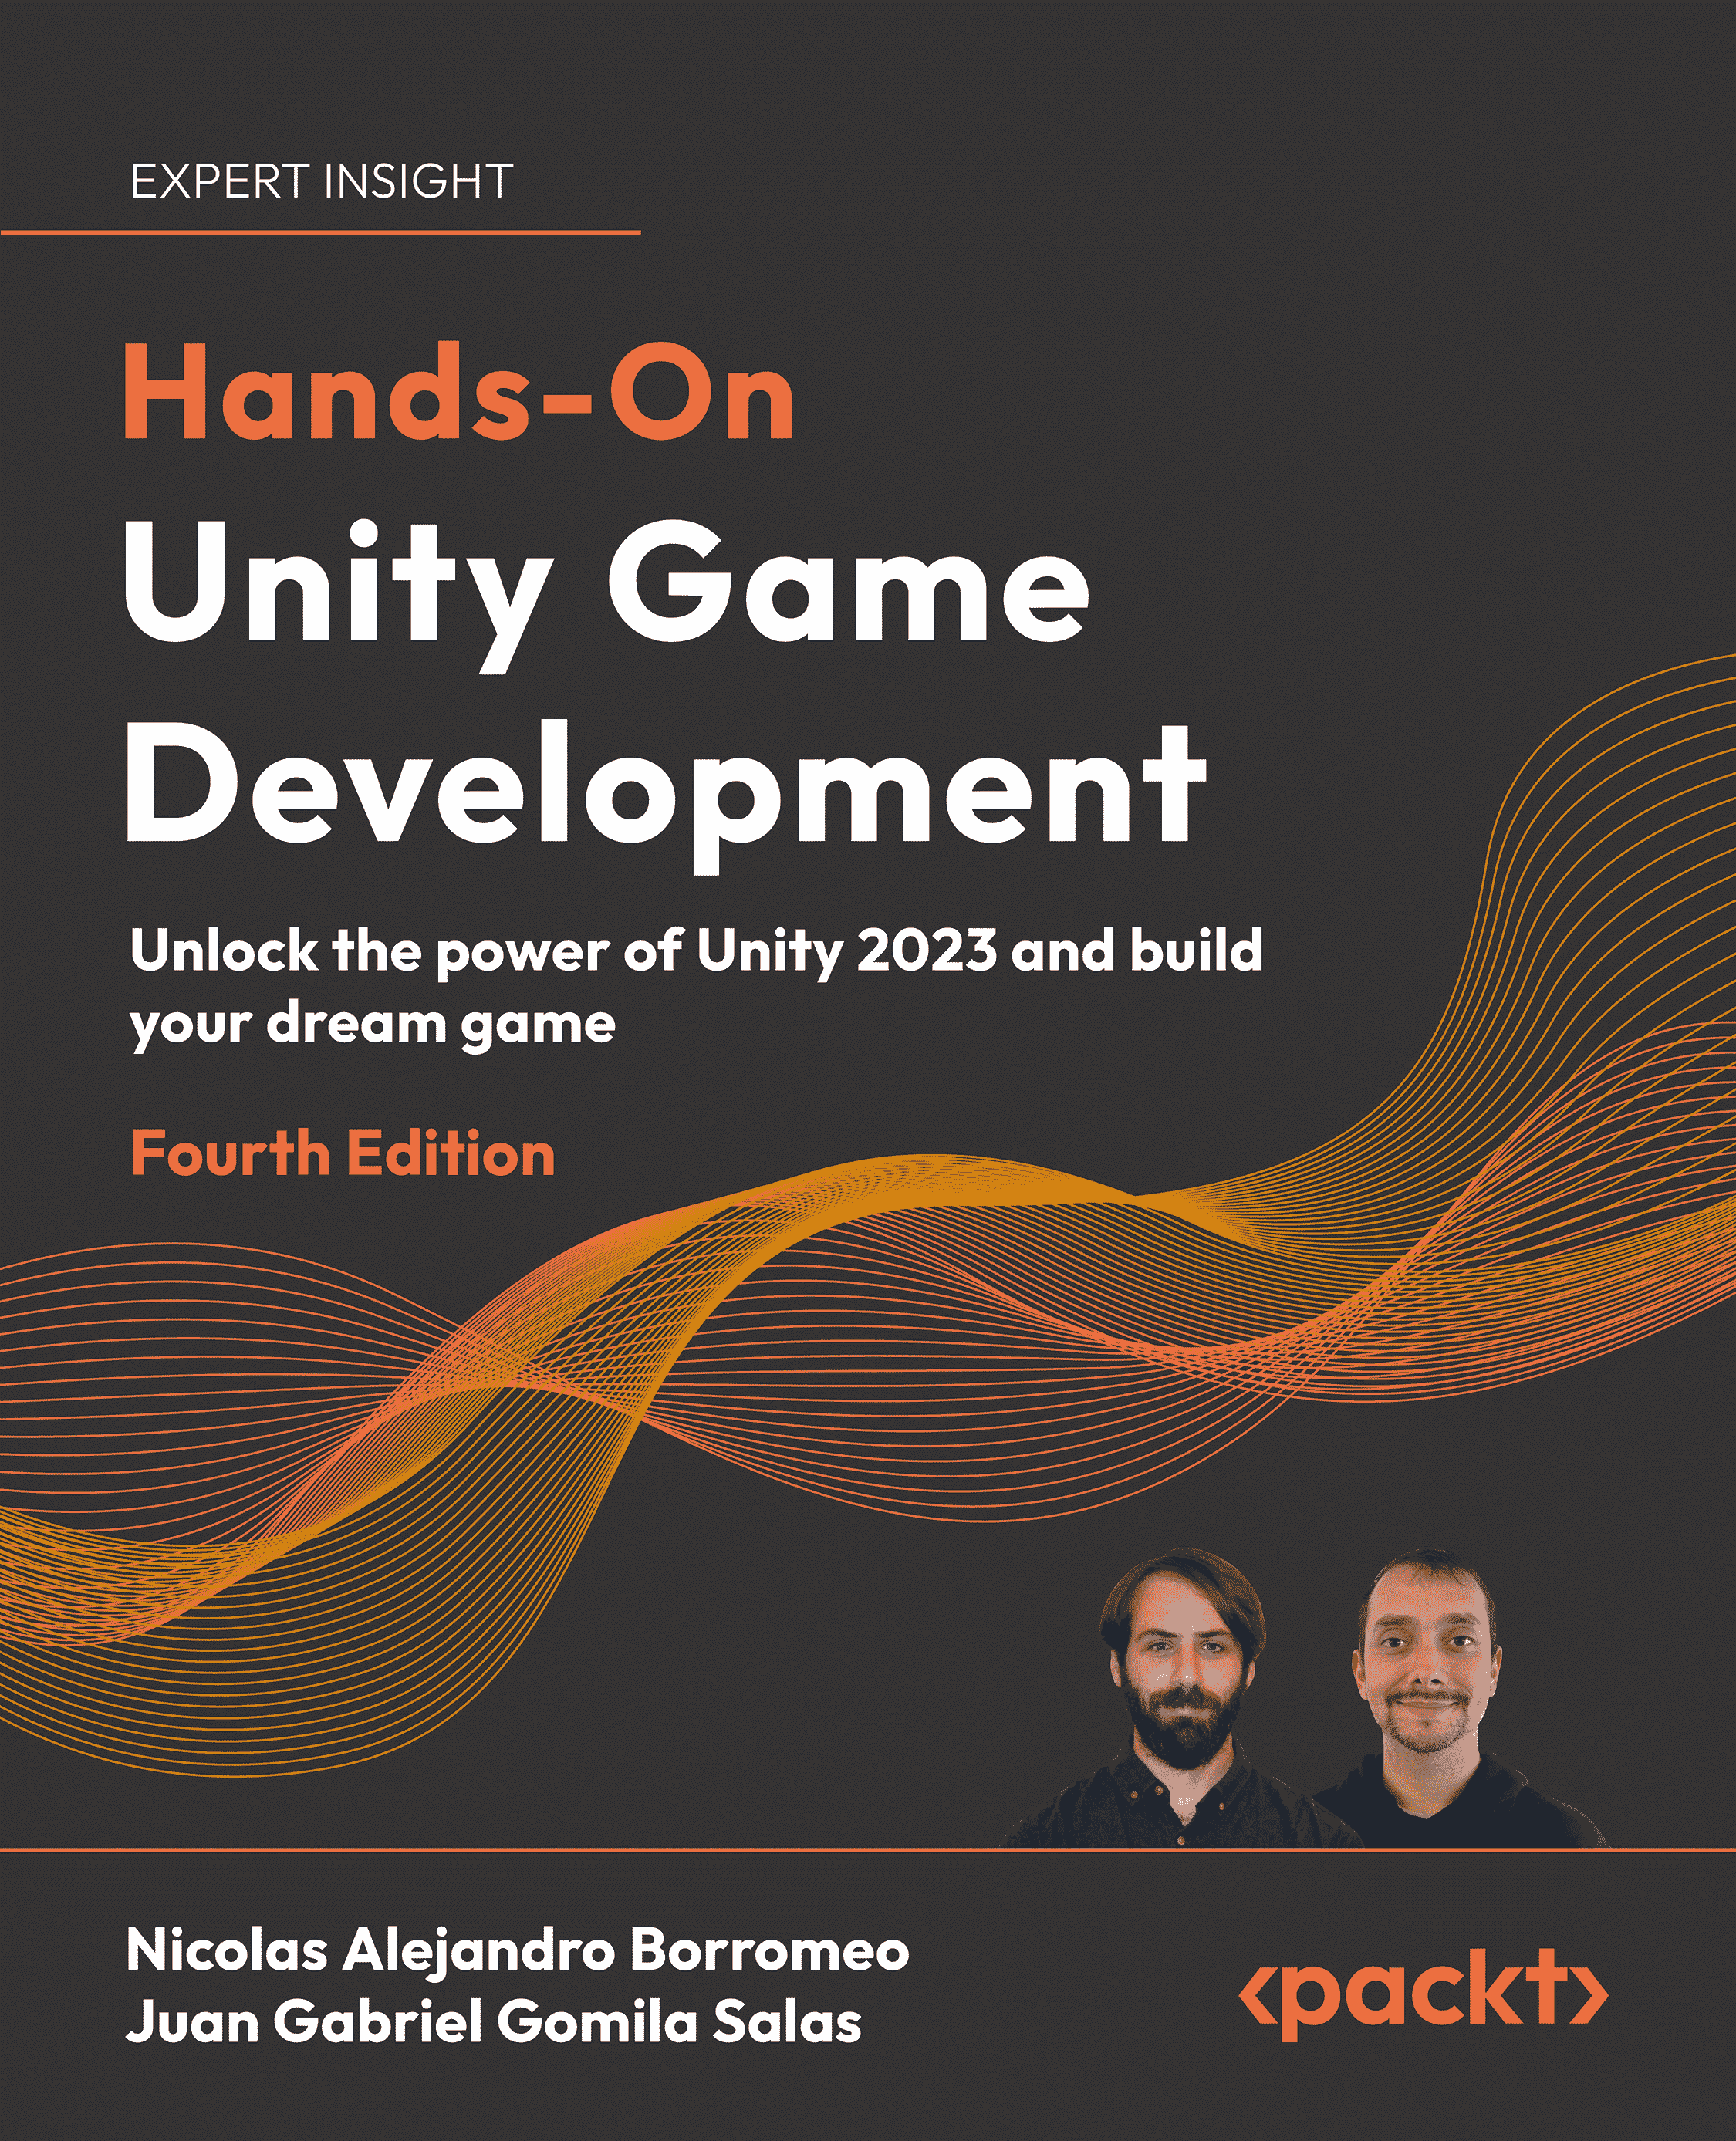 EXPERT INSIGHT
Hands-On
Unity Game
Development
Unlock the power of Unity 2023 and build
your dream game
Fourth Edition
Nicolas Alejandro Borromeo
Juan Gabriel Gomila Salas
<packt>